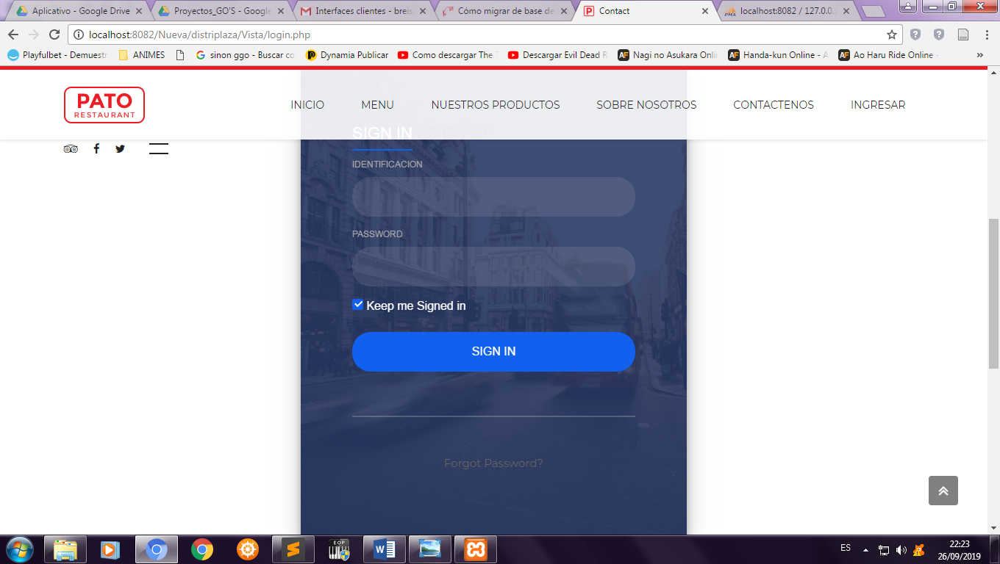 Aplicativo - Google Drive
Proyectos_GO'S - Google
Interfaces clientes - breis
Cómo migrar de base de
Contact
localhost:8082 / 127.0.0.
localhost:8082/Nueva/distriplaza/Vista/login.php
Playfulbet - Demuestr
ANIMES
sinon ggo - Buscar co
Dynamia Publicar
Como descargar The
Descargar Evil Dead R
Nagi no Asukara Onli
Handa-kun Online - A
Ao Haru Ride Online -
PATO
RESTAURANT
INICIO
MENU
NUESTROS PRODUCTOS
SOBRE NOSOTROS
CONTACTENOS
INGRESAR
SIGN IN
SIGN UP
IDENTIFICACION
PASSWORD
Keep me Signed in
SIGN IN
Forgot Password?
EOP
ES
22:23
26/09/2019